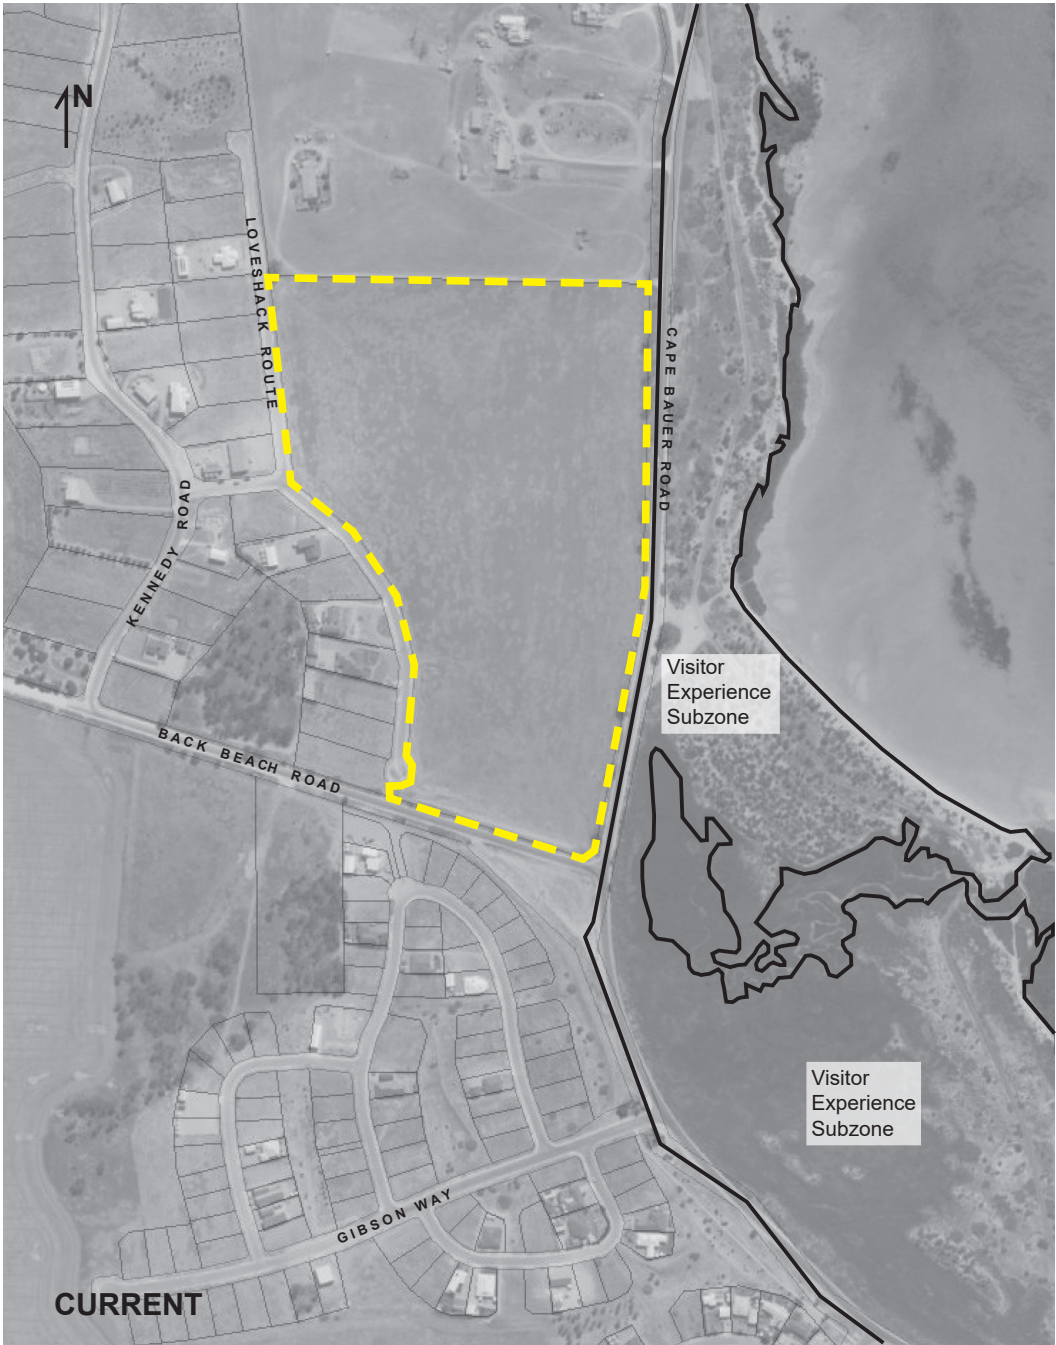 N
LOVESHACK ROUTE
CAPE BAUER ROAD
KENNEDY ROAD
Visitor
Experience
Subzone
BACK BEACH ROAD
Visitor
Experience
Subzone
GIBSON WAY
CURRENT